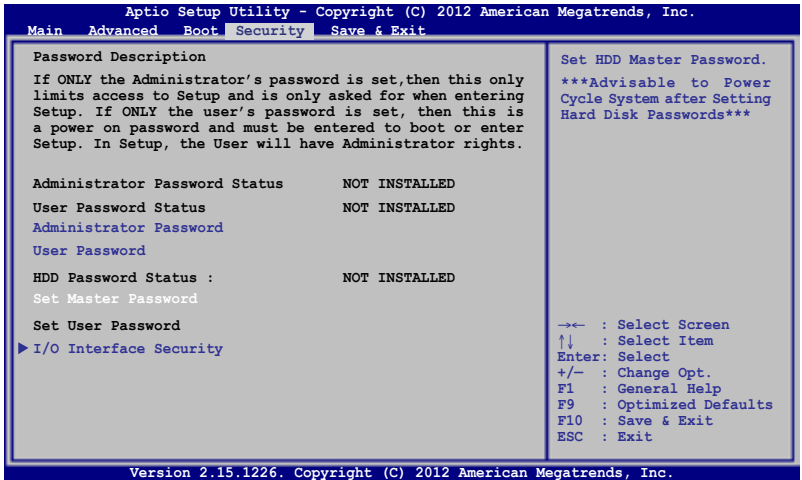 Aptio Setup Utility - Copyright (C) 2012 American Megatrends, Inc.
Main Advanced Boot Security Save & Exit
Password Description
If ONLY the Administrator's password is set,then this only
limits access to Setup and is only asked for when entering
Setup. If ONLY the user's password is set, then this is
a power on password and must be entered to boot or enter
Setup. In Setup, the User will have Administrator rights.
Administrator Password Status NOT INSTALLED
User Password Status NOT INSTALLED
Administrator Password
User Password
HDD Password Status : NOT INSTALLED
Set Master Password
Set User Password
I/O Interface Security
Set HDD Master Password.
***Advisable to Power
Cycle System after Setting
Hard Disk Passwords***
→← : Select Screen
↑↓ : Select Item
Enter: Select
+/— : Change Opt.
F1 : General Help
F9 : Optimized Defaults
F10 : Save & Exit
ESC : Exit
Version 2.15.1226. Copyright (C) 2012 American Megatrends, Inc.